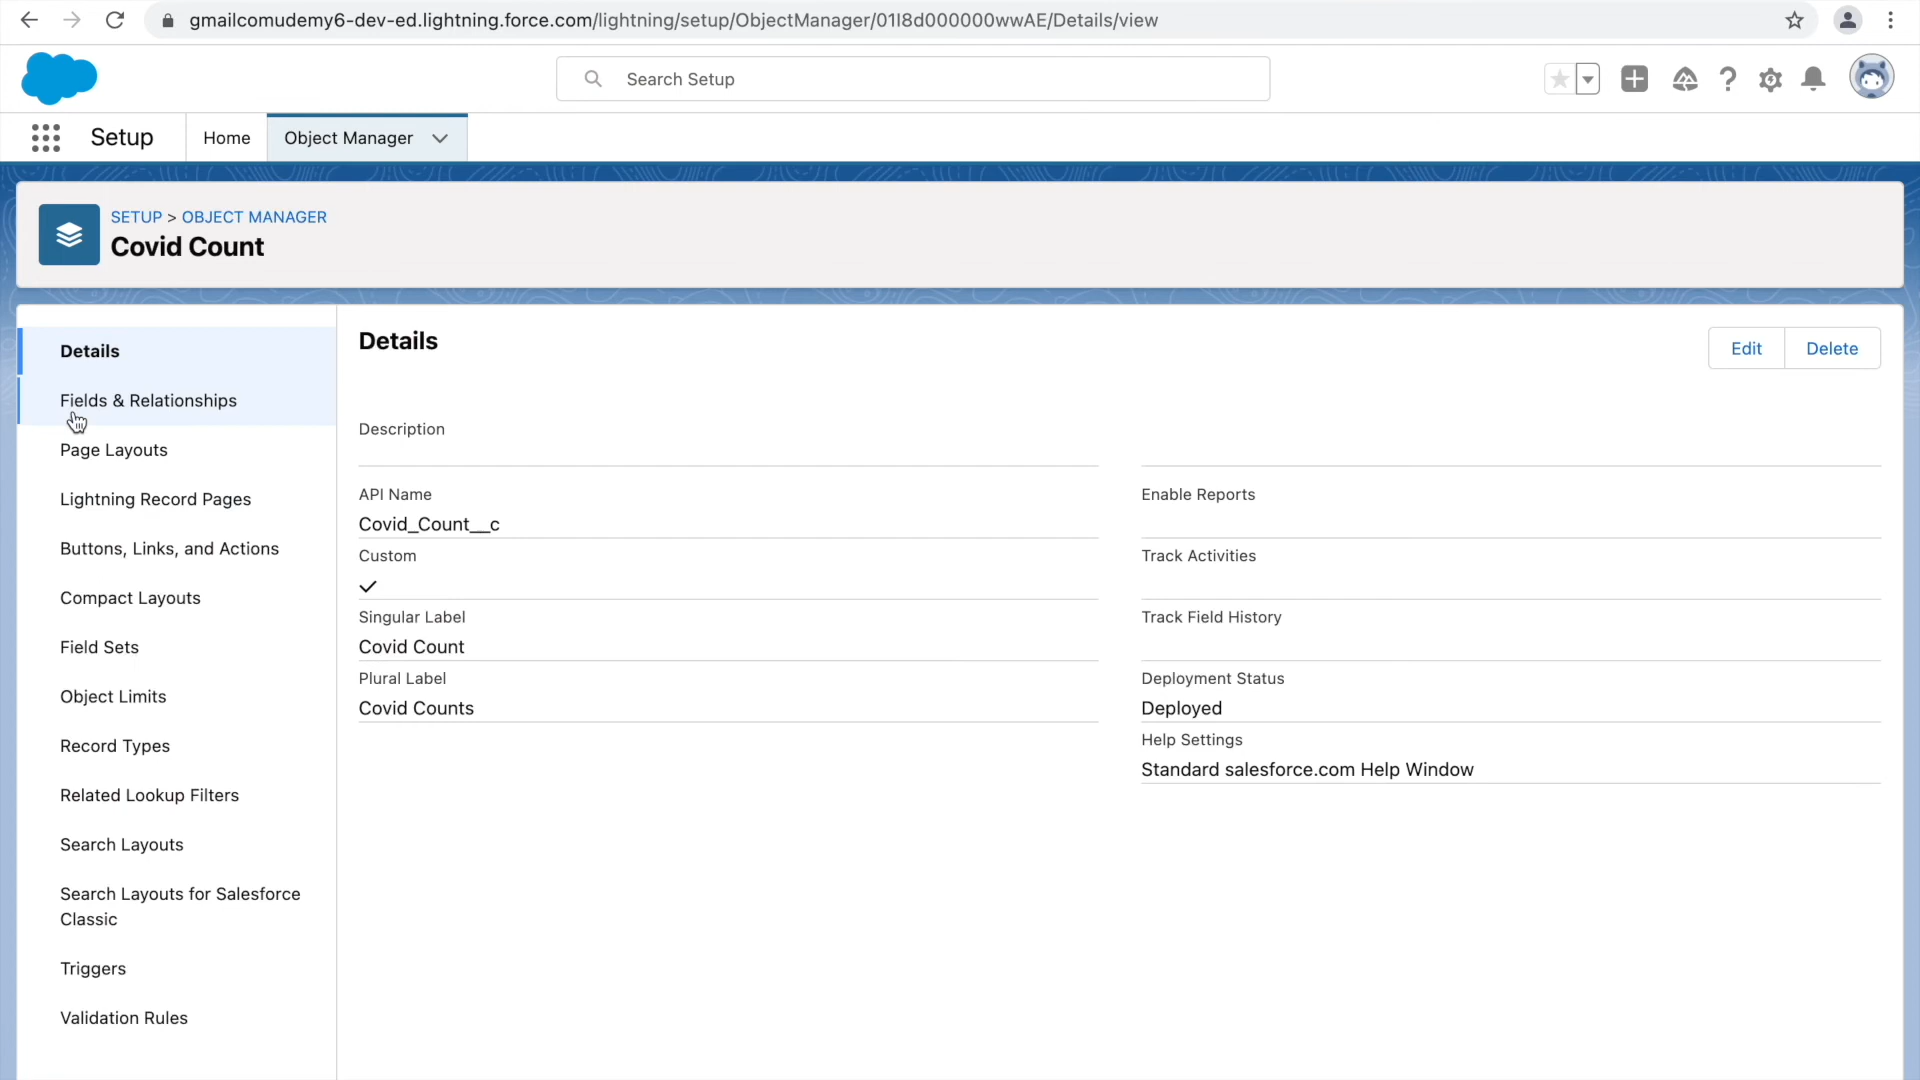 gmailcomudemy6-dev-ed.lightning.force.com/lightning/setup/ObjectManager/01I8d000000wwAE/Details/view
Search Setup
Setup
Home
Object Manager
SETUP > OBJECT MANAGER
Covid Count
Details
Fields & Relationships
Page Layouts
Lightning Record Pages
Buttons, Links, and Actions
Compact Layouts
Field Sets
Object Limits
Record Types
Related Lookup Filters
Search Layouts
Search Layouts for Salesforce
Classic
Triggers
Validation Rules
Details
Edit
Delete
Description
API Name
Covid_Count__c
Custom
Singular Label
Covid Count
Plural Label
Covid Counts
Enable Reports
Track Activities
Track Field History
Deployment Status
Deployed
Help Settings
Standard salesforce.com Help Window